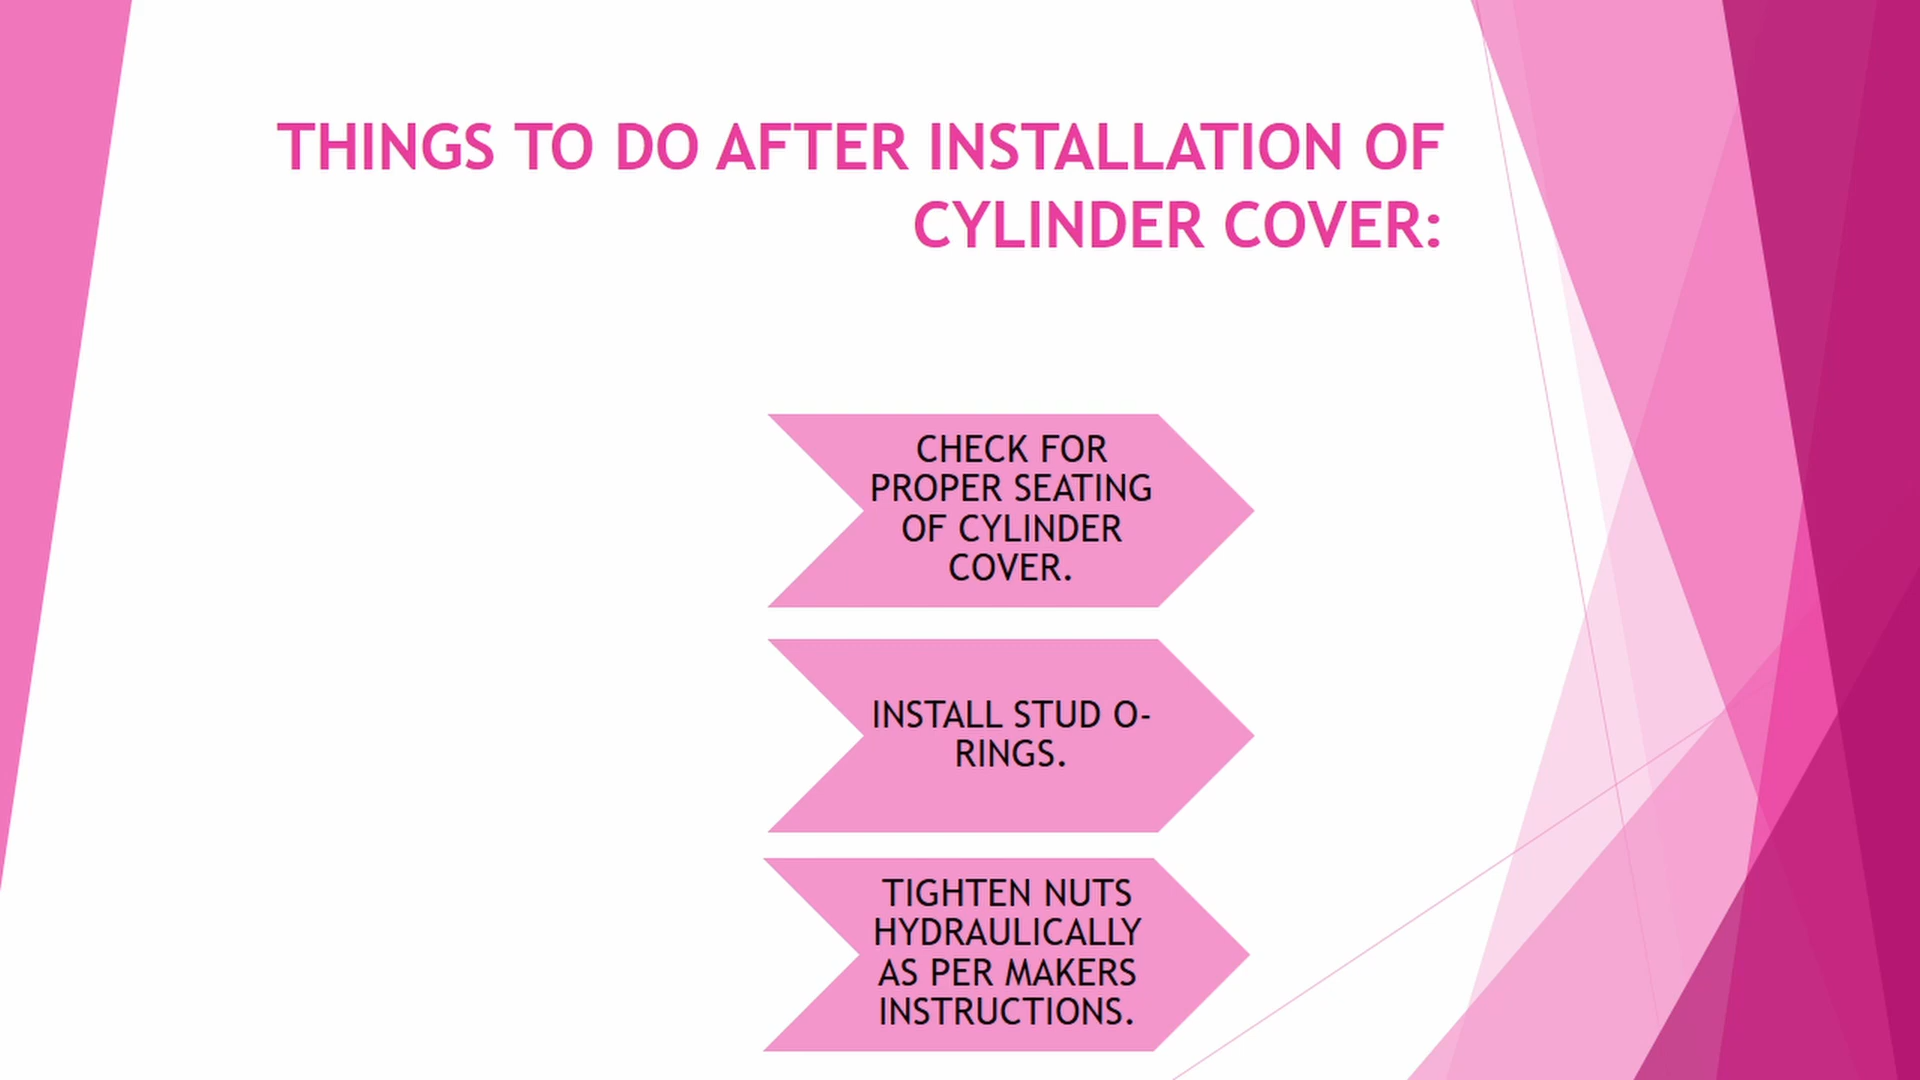 THINGS TO DO AFTER INSTALLATION OF
CYLINDER COVER:
CHECK FOR
PROPER SEATING
OF CYLINDER
COVER.
INSTALL STUD O-
RINGS.
TIGHTEN NUTS
HYDRAULICALLY
AS PER MAKERS
INSTRUCTIONS.